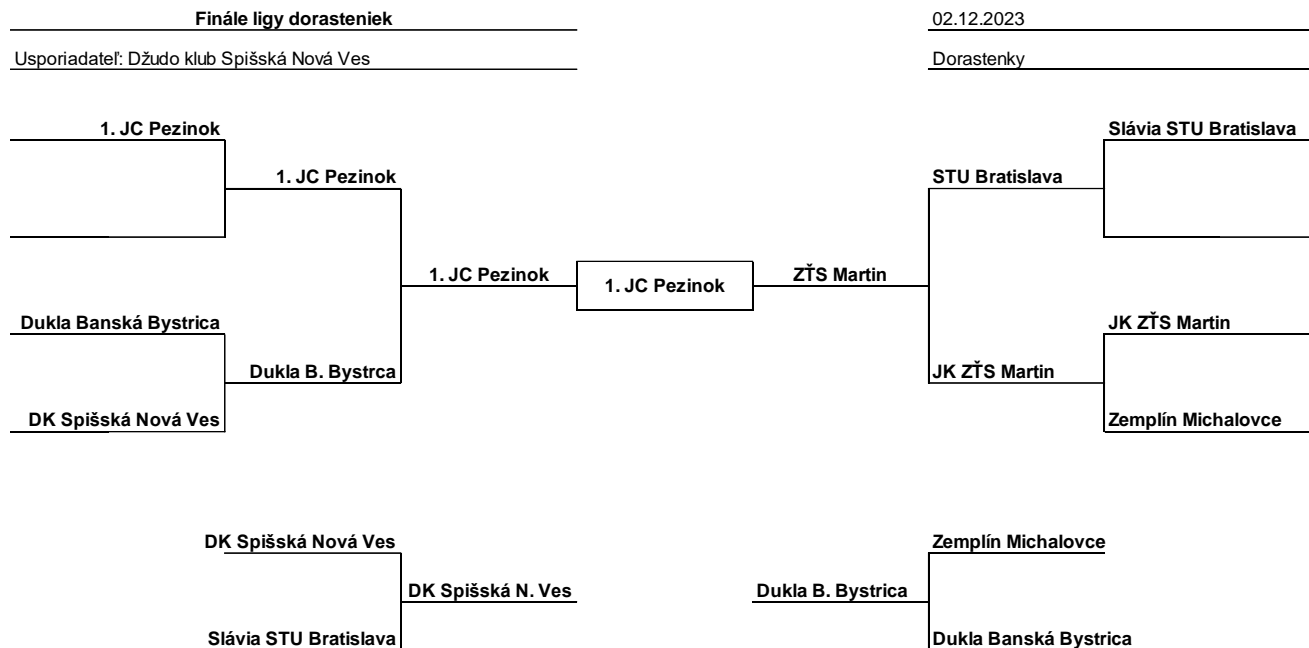 Finále ligy dorasteniek
02.12.2023
Usporiadateľ: Džudo klub Spišská Nová Ves
Dorastenky
1. JC Pezinok
Slávia STU Bratislava
1. JC Pezinok
STU Bratislava
1. JC Pezinok
1. JC Pezinok
ZŤS Martin
Dukla Banská Bystrica
JK ZŤS Martin
Dukla B. Bystrca
JK ZŤS Martin
DK Spišská Nová Ves
Zemplín Michalovce
DK Spišská Nová Ves
Zemplín Michalovce
DK Spišská N. Ves
Dukla B. Bystrica
Slávia STU Bratislava
Dukla Banská Bystrica